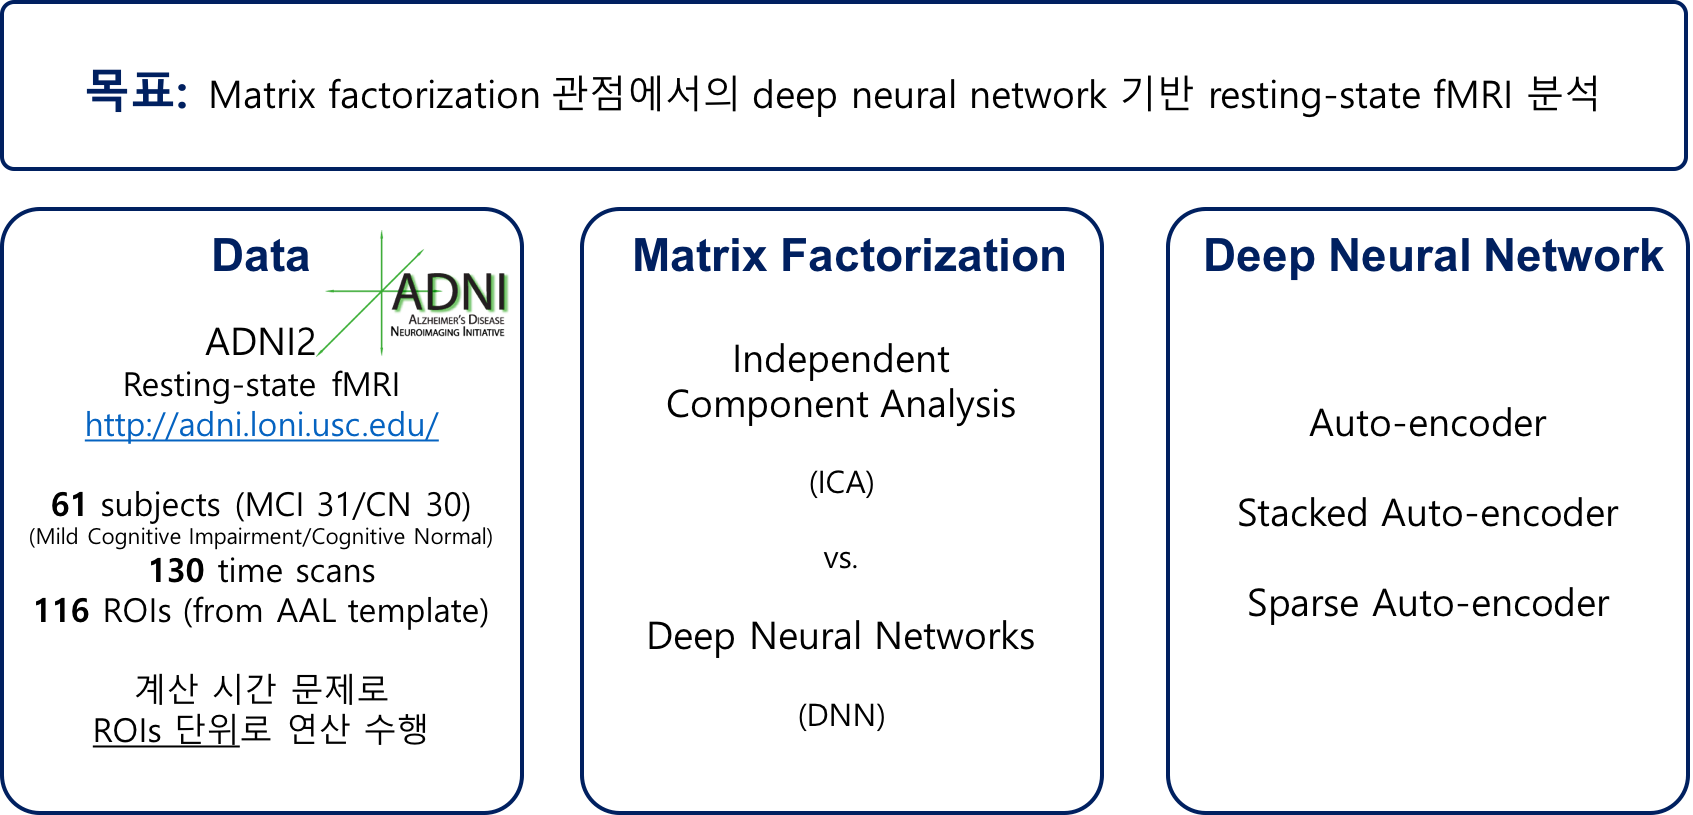 목표: Matrix factorization 관점에서의 deep neural network 기반 resting-state fMRI 분석
Data
ADNI
ALZHEIMER'S DISEASE
NEUROIMAGING INITIATIVE
ADNI2
Resting-state fMRI
http://adni.loni.usc.edu/
61 subjects (MCI 31/CN 30)
(Mild Cognitive Impairment/Cognitive Normal)
130 time scans
116 ROIs (from AAL template)
계산 시간 문제로
ROIs 단위로 연산 수행
Matrix Factorization
Independent
Component Analysis
(ICA)
vs.
Deep Neural Networks
(DNN)
Deep Neural Network
Auto-encoder
Stacked Auto-encoder
Sparse Auto-encoder